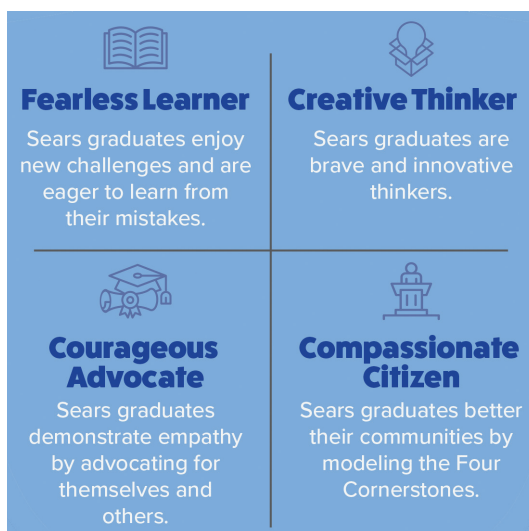 Fearless Learner
Sears graduates enjoy
new challenges and are
eager to learn from
their mistakes.
Creative Thinker
Sears graduates are
brave and innovative
thinkers.
Courageous
Advocate
Sears graduates
demonstrate empathy
by advocating for
themselves and
others.
Compassionate
Citizen
Sears graduates better
their communities by
modeling the Four
Cornerstones.